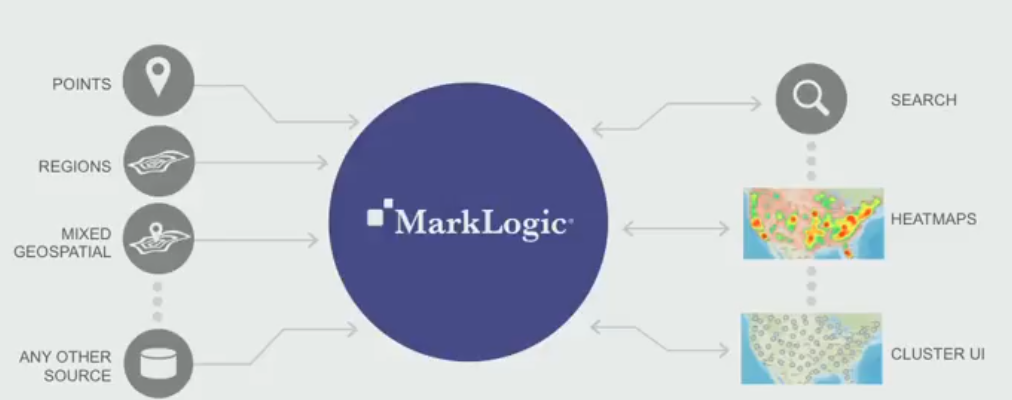 POINTS
REGIONS
MIXED
GEOSPATIAL
ANY OTHER
SOURCE
MarkLogic
SEARCH
HEATMAPS
CLUSTER UI